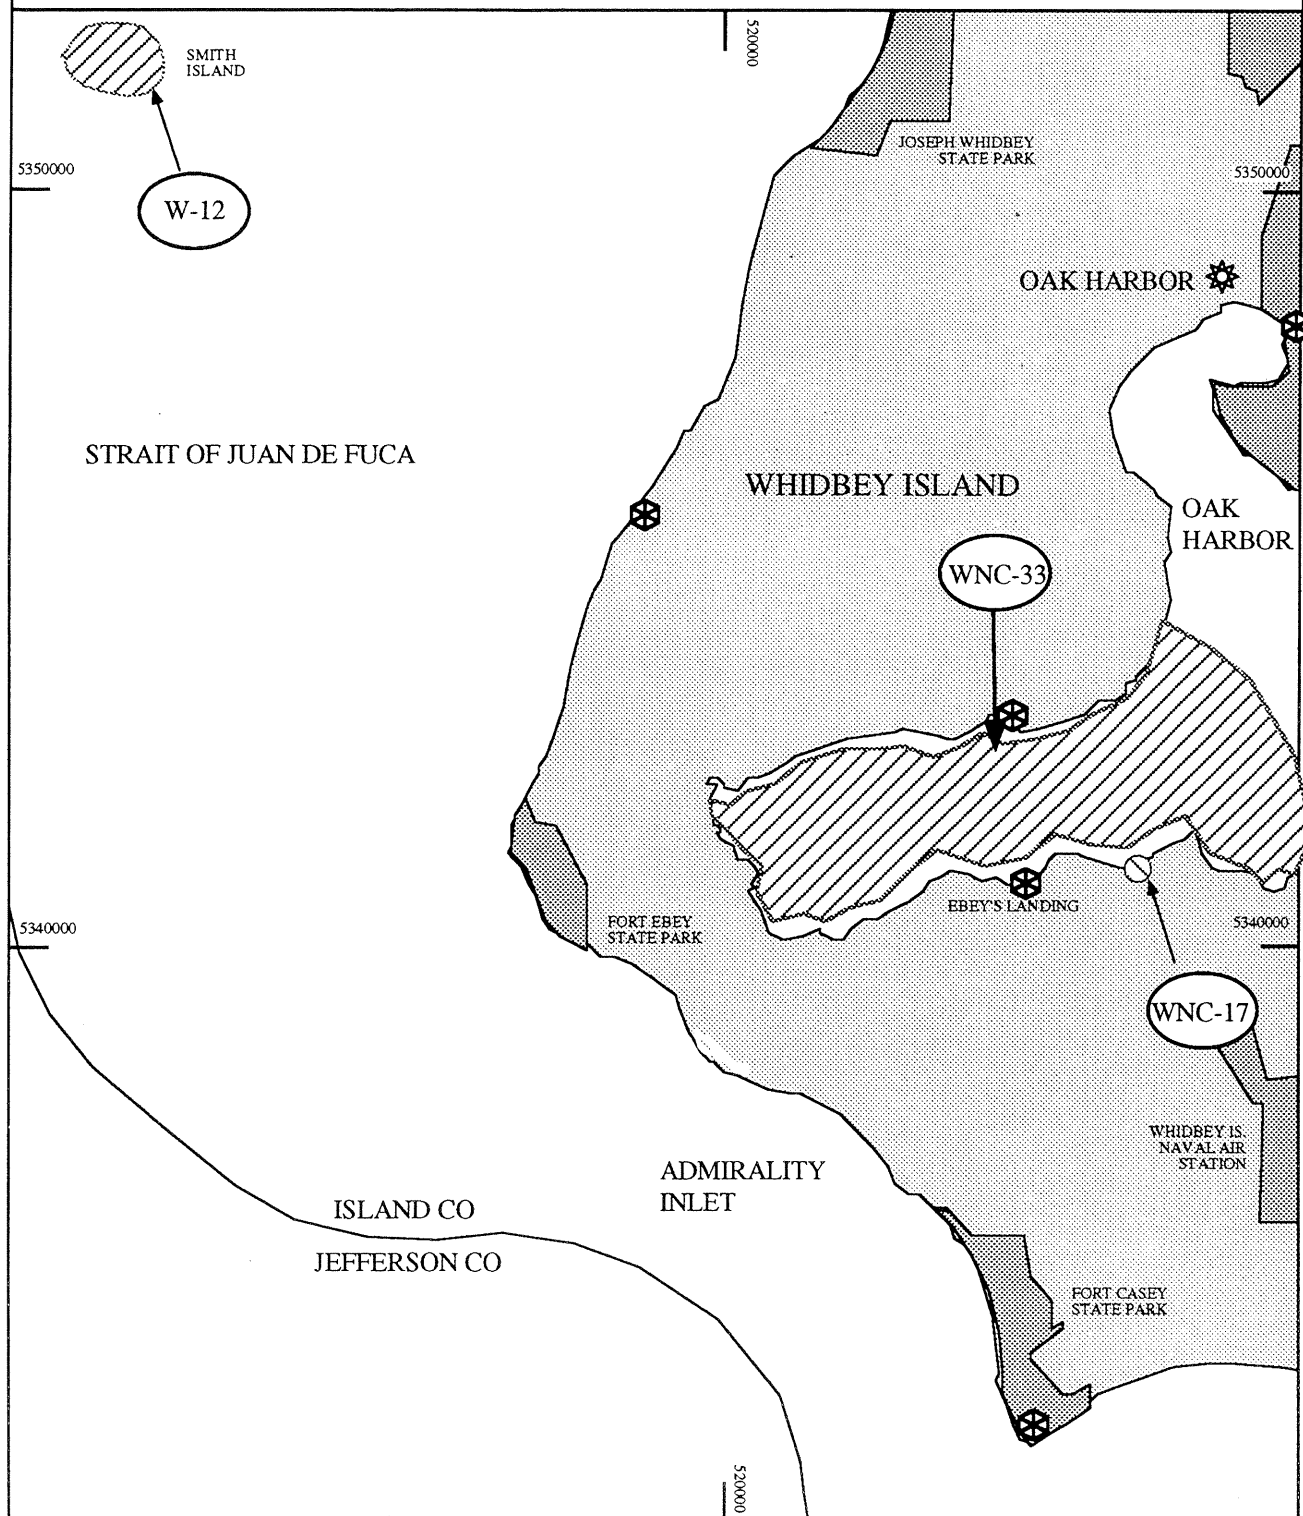 520000
SMITH
ISLAND
JOSEPH WHIDBEY
STATE PARK
5350000
5350000
W-12
OAK HARBOR
STRAIT OF JUAN DE FUCA
WHIDBEY ISLAND
OAK
HARBOR
WNC-33
EBEY'S LANDING
FORT EBEY
STATE PARK
5340000
5340000
WNC-17
WHIDBEY IS.
NAVAL AIR
STATION
ADMIRALITY
INLET
ISLAND CO
JEFFERSON CO
FORT CASEY
STATE PARK
520000